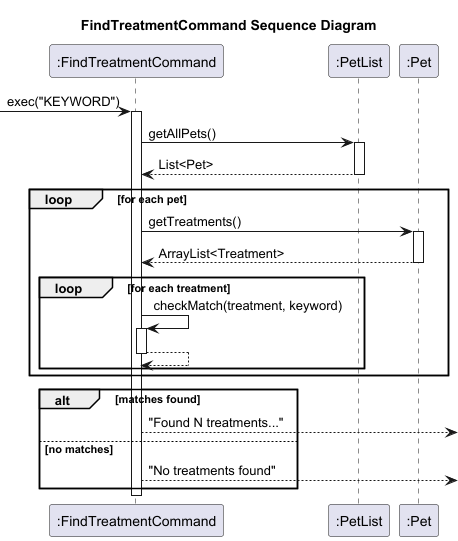 FindTreatmentCommand Sequence Diagram
:FindTreatmentCommand :PetList :Pet
exec("KEYWORD")
getAllPets()
List<Pet>
loop [for each pet]
getTreatments()
ArrayList<Treatment>
loop [for each treatment]
checkMatch(treatment, keyword)
alt [matches found]
"Found N treatments..."
[no matches]
"No treatments found"
:FindTreatmentCommand :PetList :Pet